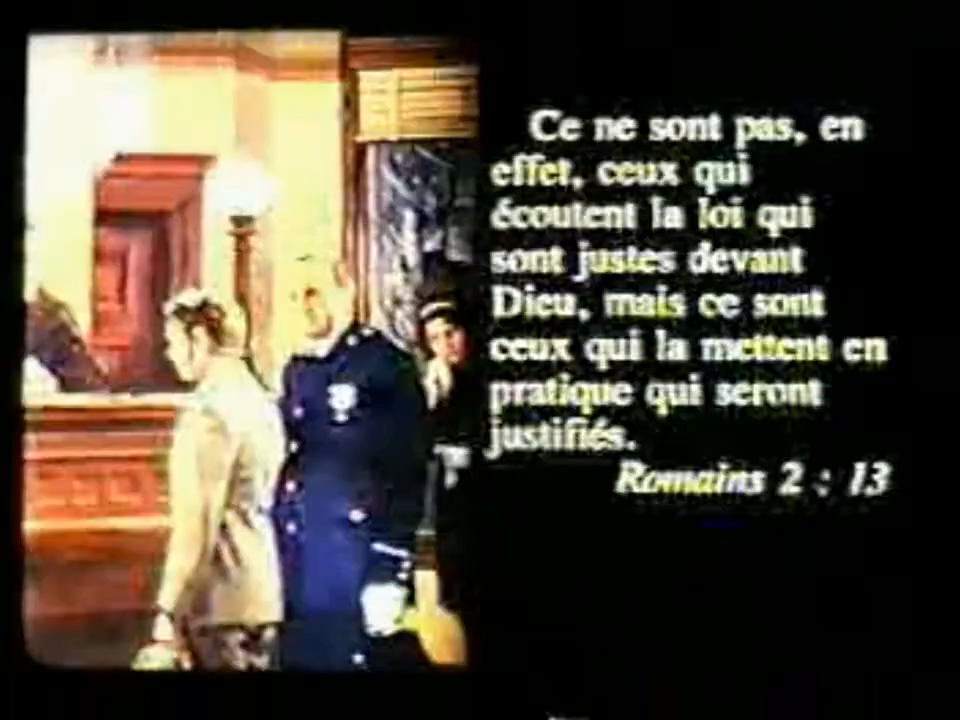 Ce ne sont pas, en
effet, ceux qui
écoutent la loi qui
sont justes devant
Dieu, mais ce sont
ceux qui la mettent en
pratique qui seront
justifiés.
Romains 2 : 13